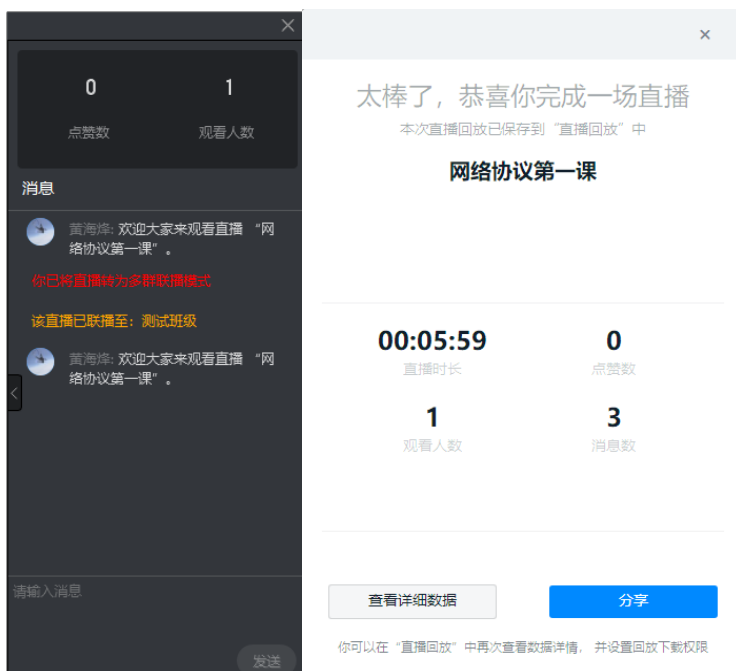 0
1
点赞数
观看人数
消息
黄海烽: 欢迎大家来观看直播 “网
络协议第一课”。
你已将直播转为多群联播模式
该直播已联播至：测试班级
黄海烽: 欢迎大家来观看直播 “网
络协议第一课”。
请输入消息
发送
太棒了，恭喜你完成一场直播
本次直播回放已保存到“直播回放”中
网络协议第一课
00:05:59
0
直播时长
点赞数
1
3
观看人数
消息数
查看详细数据
分享
你可以在“直播回放”中再次查看数据详情，并设置回放下载权限